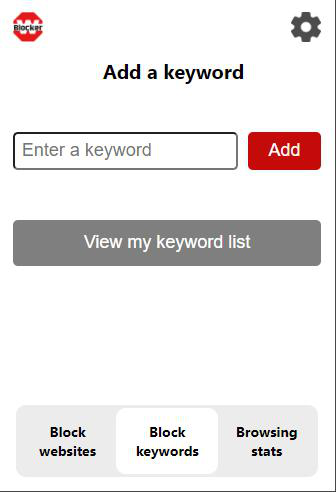 Blocker
Add a keyword
Enter a keyword
Add
View my keyword list
Block
websites
Block
keywords
Browsing
stats